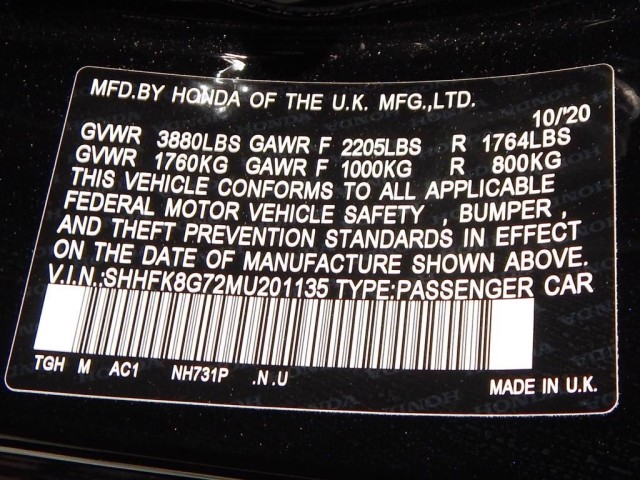 MFD.BY HONDA OF THE U.K. MFG.,LTD.
10/'20
GVWR 3880LBS GAWR F 2205LBS R 1764LBS
GVWR 1760KG GAWR F 1000KG R 800KG
THIS VEHICLE CONFORMS TO ALL APPLICABLE
FEDERAL MOTOR VEHICLE SAFETY , BUMPER ,
AND THEFT PREVENTION STANDARDS IN EFFECT
ON THE DATE OF MANUFACTURE SHOWN ABOVE.
V.I.N.:SHHFK8G72MU201135 TYPE:PASSENGER CAR
TGH M AC1 NH731P .N.U
MADE IN U.K.